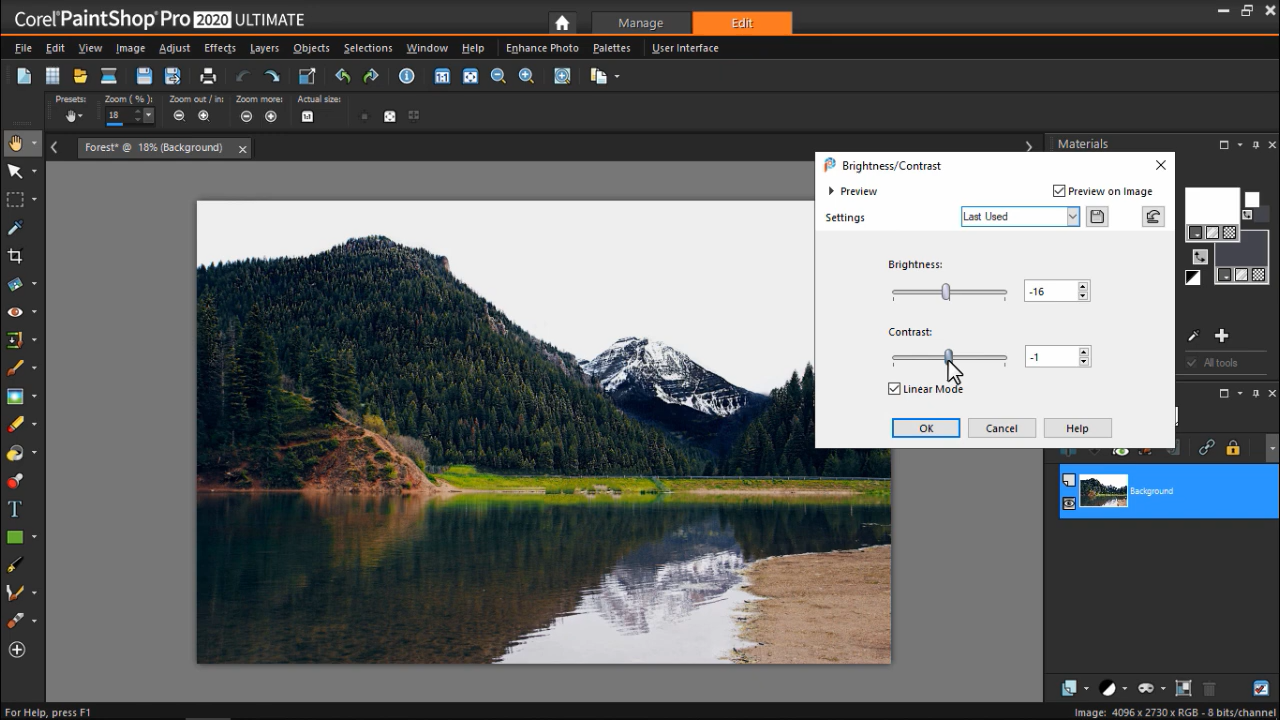 Corel PaintShop Pro 2020 ULTIMATE
Manage
Edit
File Edit View Image Adjust Effects Layers Objects Selections Window Help Enhance Photo Palettes User Interface
1:1
Presets: Zoom ( % ): Zoom out / in: Zoom more: Actual size:
18
Forest* @ 18% (Background)
Materials
Brightness/Contrast
Preview
Preview on Image
Settings
Last Used
Brightness:
-16
Contrast:
-1
Linear Mode
OK Cancel Help
All tools
T
Background
For Help, press F1
Image: 4096 x 2730 x RGB - 8 bits/channel